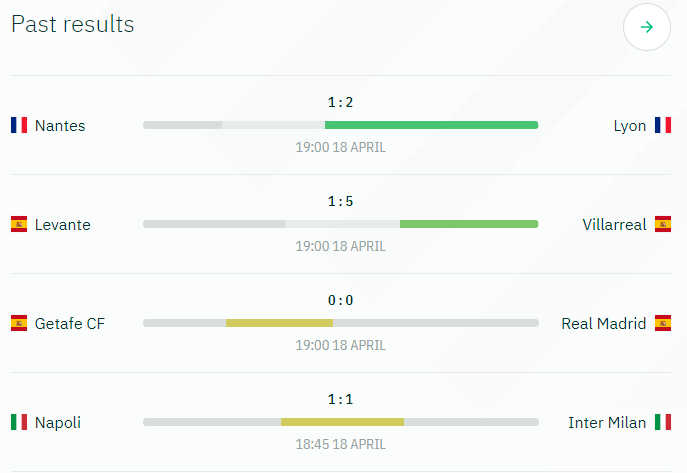 Past results
1:2
Nantes Lyon
19:00 18 APRIL
1:5
Levante Villarreal
19:00 18 APRIL
0:0
Getafe CF Real Madrid
19:00 18 APRIL
1:1
Napoli Inter Milan
18:45 18 APRIL